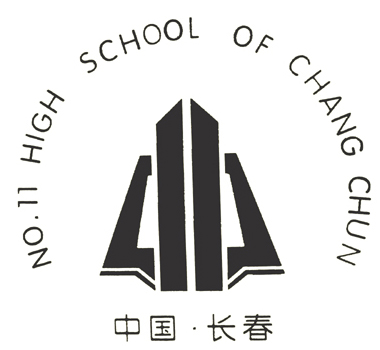 NO.11 HIGH SCHOOL OF CHANG CHUN
中国·长春